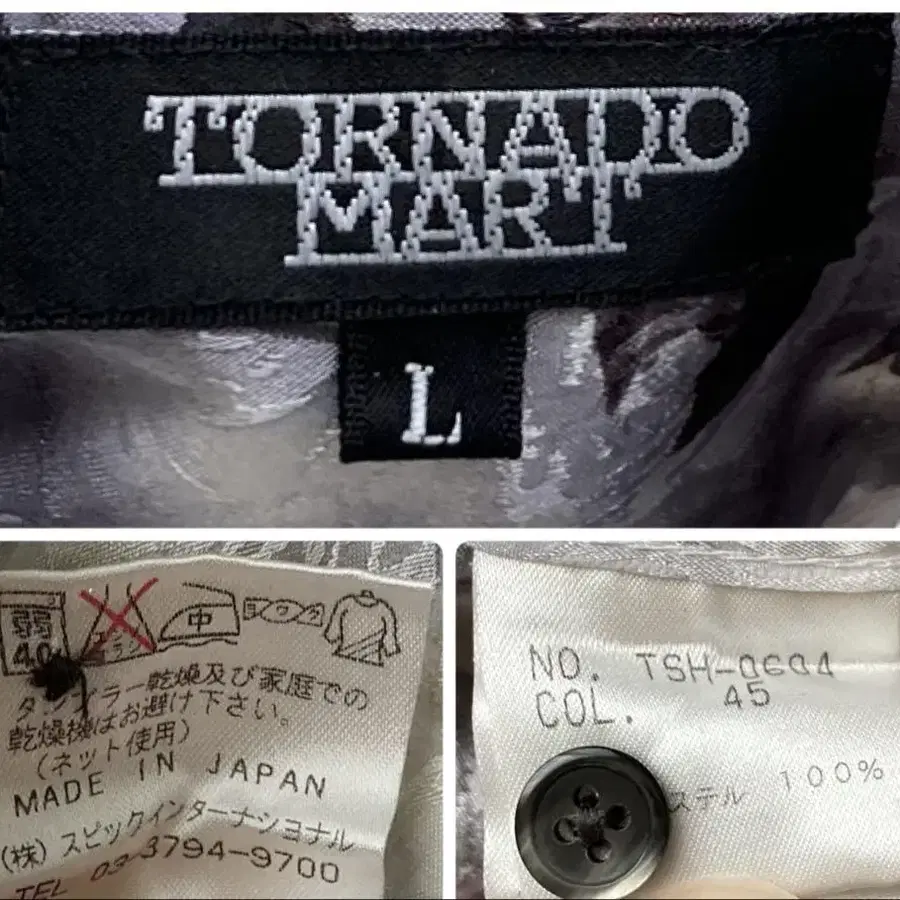 TORNADO
MART
L
弱
40
エンソ
中
タンブラー乾燥及び家庭での
乾燥機はお避け下さい。
(ネット使用)
MADE IN JAPAN
(株)スピックインターナショナル
TEL 03-3794-9700
NO. TSH-0604
COL. 45
ステル 100%